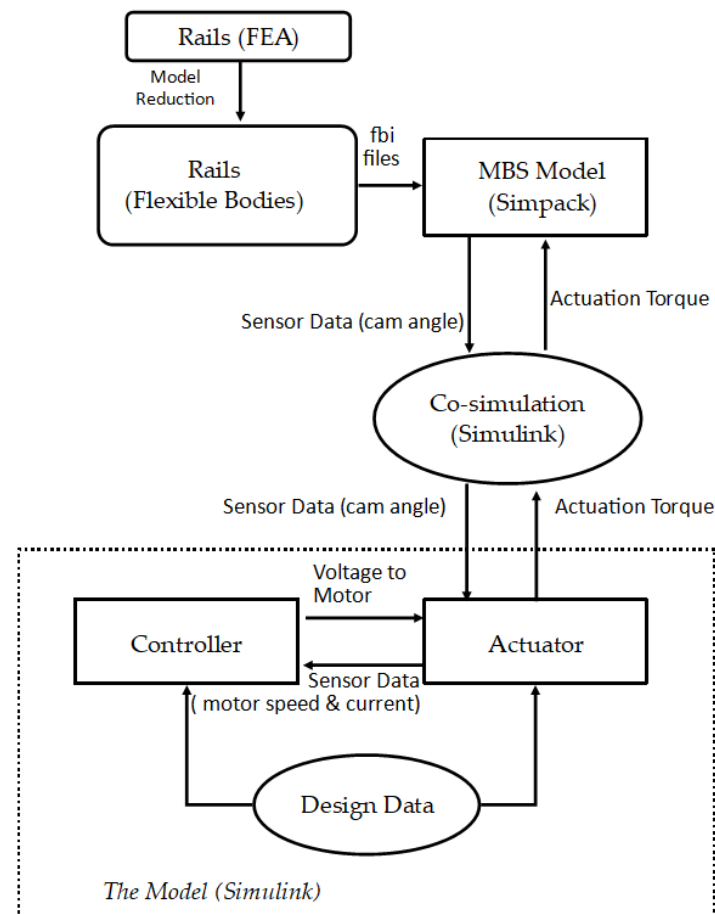 Rails (FEA)
Model
Reduction
Rails
(Flexible Bodies)
fbi
files
MBS Model
(Simpack)
Sensor Data (cam angle)
Actuation Torque
Co-simulation
(Simulink)
Sensor Data (cam angle)
Actuation Torque
Voltage to
Motor
Controller
Actuator
Sensor Data
( motor speed & current)
Design Data
The Model (Simulink)